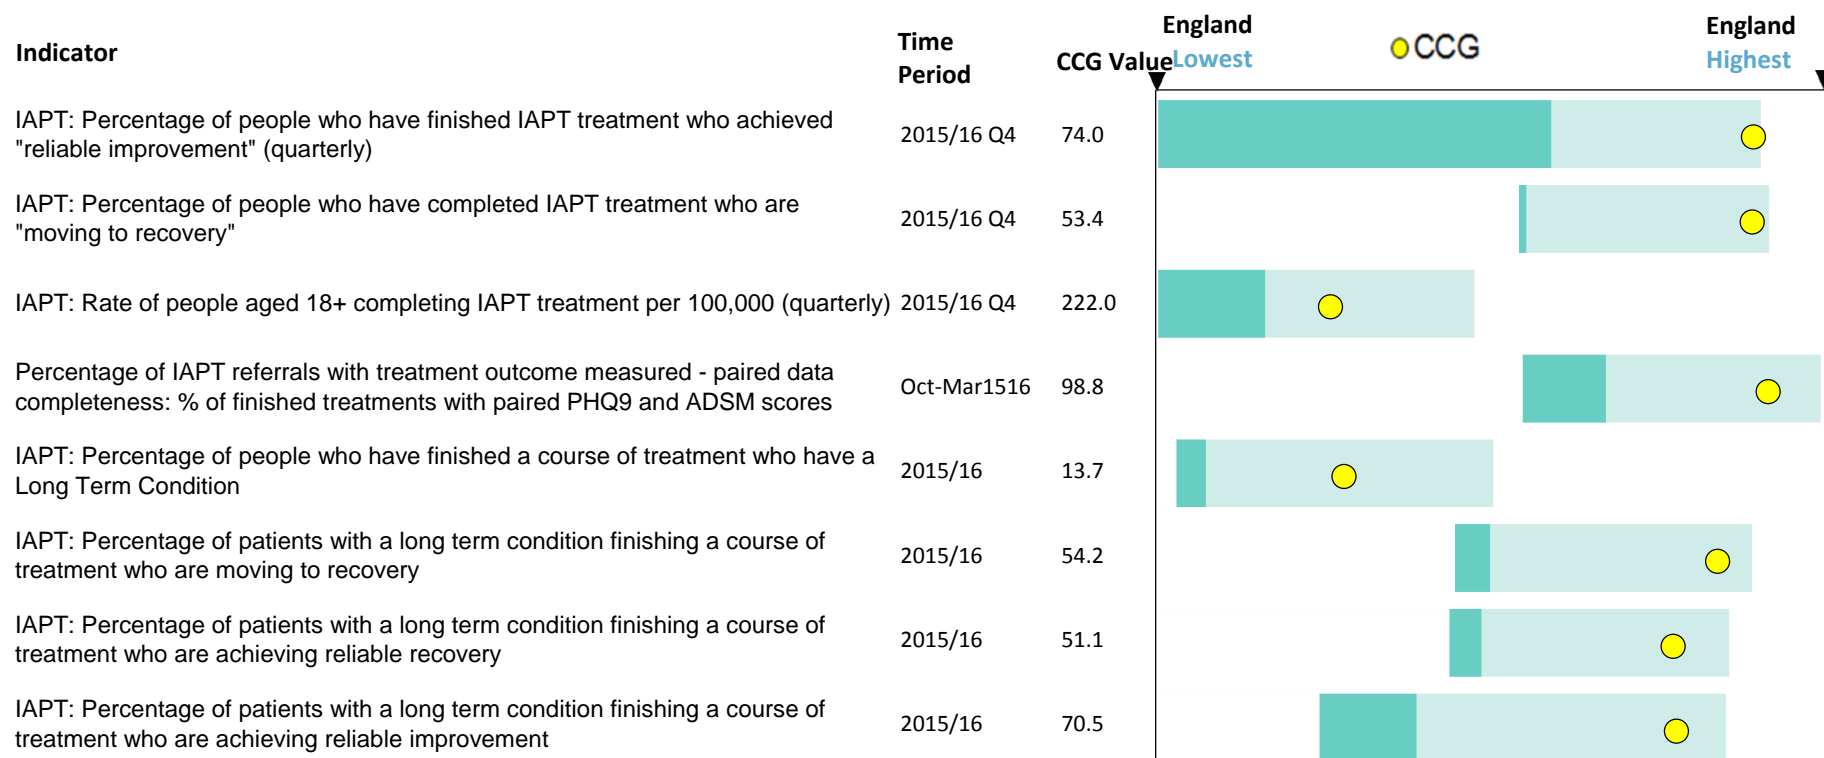 Indicator
Time
Period
CCG Value
England
Lowest
CCG
England
Highest
IAPT: Percentage of people who have finished IAPT treatment who achieved
"reliable improvement" (quarterly)
2015/16 Q4
74.0
IAPT: Percentage of people who have completed IAPT treatment who are
"moving to recovery"
2015/16 Q4
53.4
IAPT: Rate of people aged 18+ completing IAPT treatment per 100,000 (quarterly)
2015/16 Q4
222.0
Percentage of IAPT referrals with treatment outcome measured - paired data
completeness: % of finished treatments with paired PHQ9 and ADSM scores
Oct-Mar1516
98.8
IAPT: Percentage of people who have finished a course of treatment who have a
Long Term Condition
2015/16
13.7
IAPT: Percentage of patients with a long term condition finishing a course of
treatment who are moving to recovery
2015/16
54.2
IAPT: Percentage of patients with a long term condition finishing a course of
treatment who are achieving reliable recovery
2015/16
51.1
IAPT: Percentage of patients with a long term condition finishing a course of
treatment who are achieving reliable improvement
2015/16
70.5